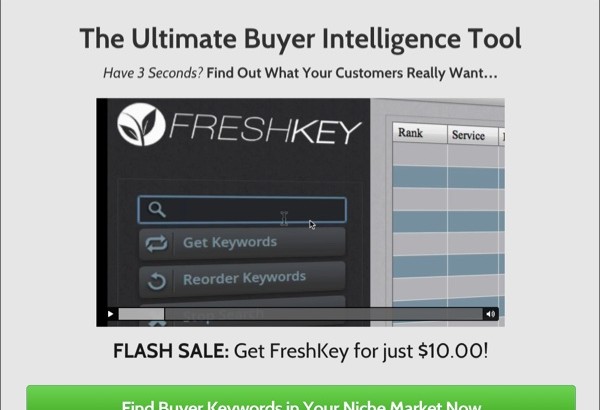 The Ultimate Buyer Intelligence Tool
Have 3 Seconds? Find Out What Your Customers Really Want...
FRESHKEY
Rank Service
Get Keywords
Reorder Keywords
Stop Search
FLASH SALE: Get FreshKey for just $10.00!
Find Buyer Keywords in Your Niche Market Now